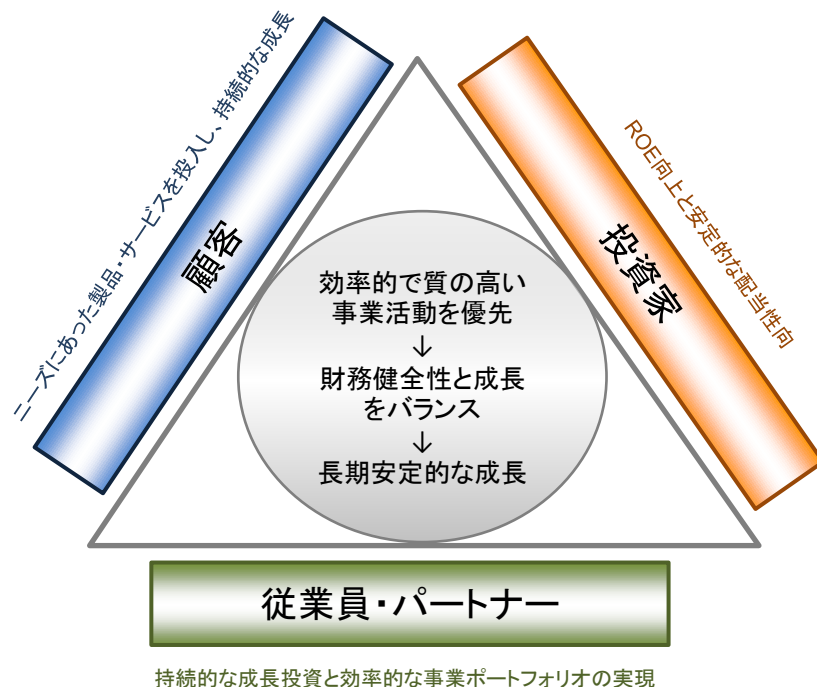 ニーズにあった製品・サービスを投入し、持続的な成長
顧客
ROE向上と安定的な配当性向
投資家
効率的で質の高い
事業活動を優先
↓
財務健全性と成長
をバランス
↓
長期安定的な成長
従業員・パートナー
持続的な成長投資と効率的な事業ポートフォリオの実現